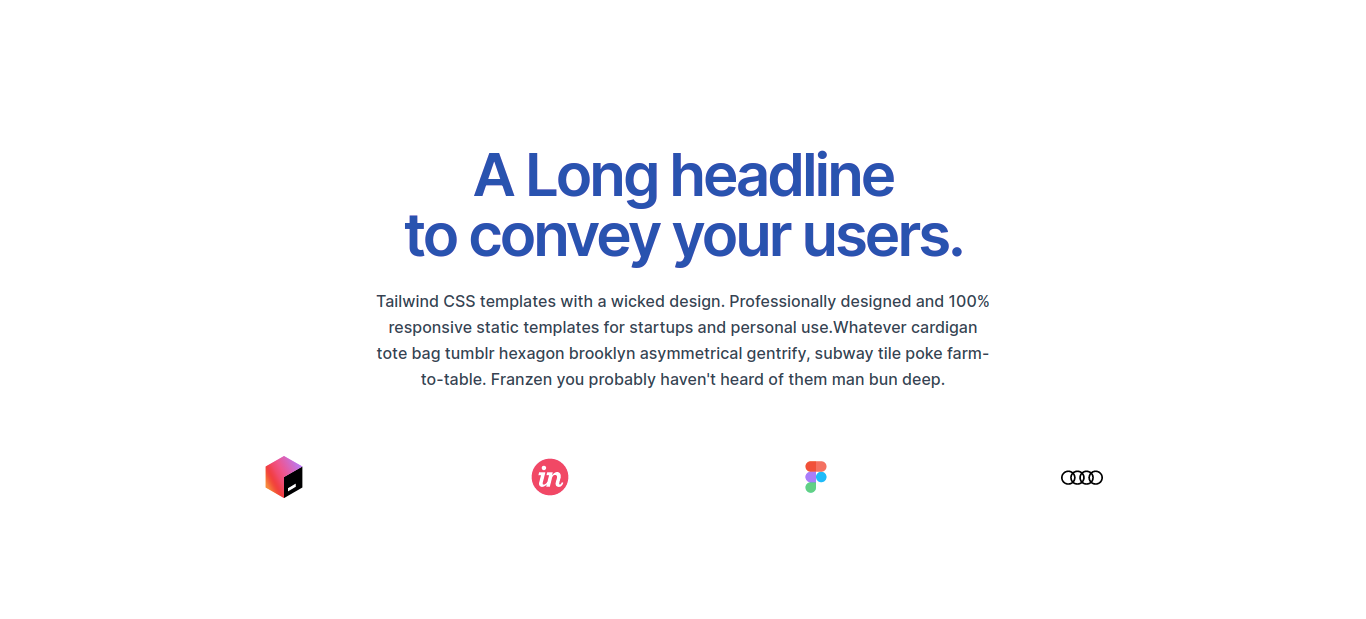 A Long headline
to convey your users.
Tailwind CSS templates with a wicked design. Professionally designed and 100%
responsive static templates for startups and personal use.Whatever cardigan
tote bag tumblr hexagon brooklyn asymmetrical gentrify, subway tile poke farm-
to-table. Franzen you probably haven't heard of them man bun deep.
in